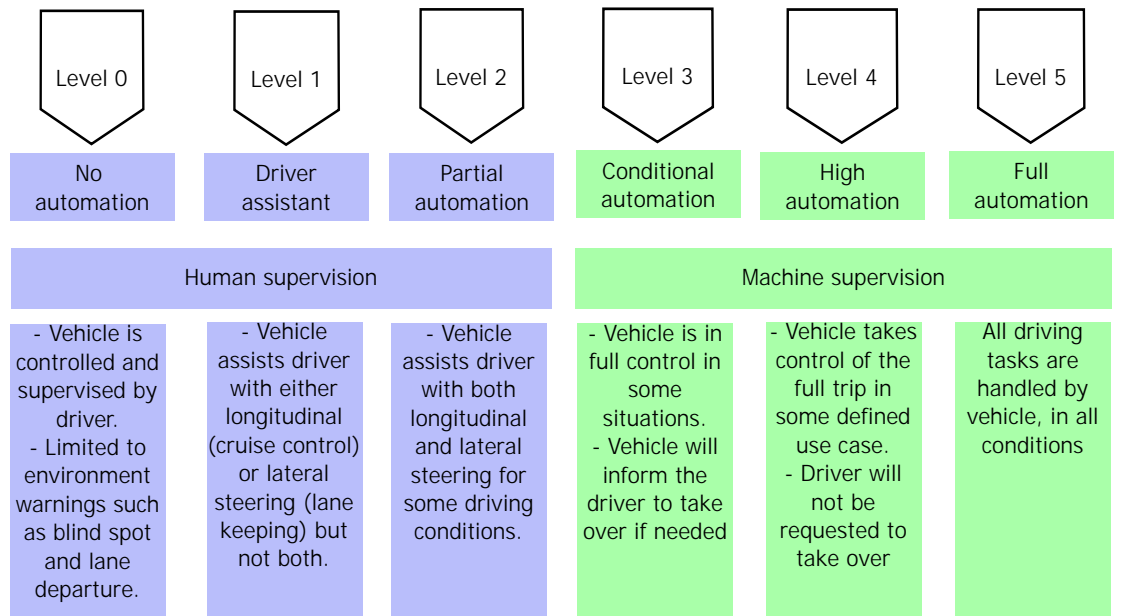 Level 0
Level 1
Level 2
Level 3
Level 4
Level 5
No
automation
Driver
assistant
Partial
automation
Conditional
automation
High
automation
Full
automation
Human supervision
Machine supervision
- Vehicle is
controlled and
supervised by
driver.
- Limited to
environment
warnings such
as blind spot
and lane
departure.
- Vehicle
assists driver
with either
longitudinal
(cruise control)
or lateral
steering (lane
keeping) but
not both.
- Vehicle
assists driver
with both
longitudinal
and lateral
steering for
some driving
conditions.
- Vehicle is in
full control in
some
situations.
- Vehicle will
inform the
driver to take
over if needed
- Vehicle takes
control of the
full trip in
some defined
use case.
- Driver will
not be
requested to
take over
All driving
tasks are
handled by
vehicle, in all
conditions